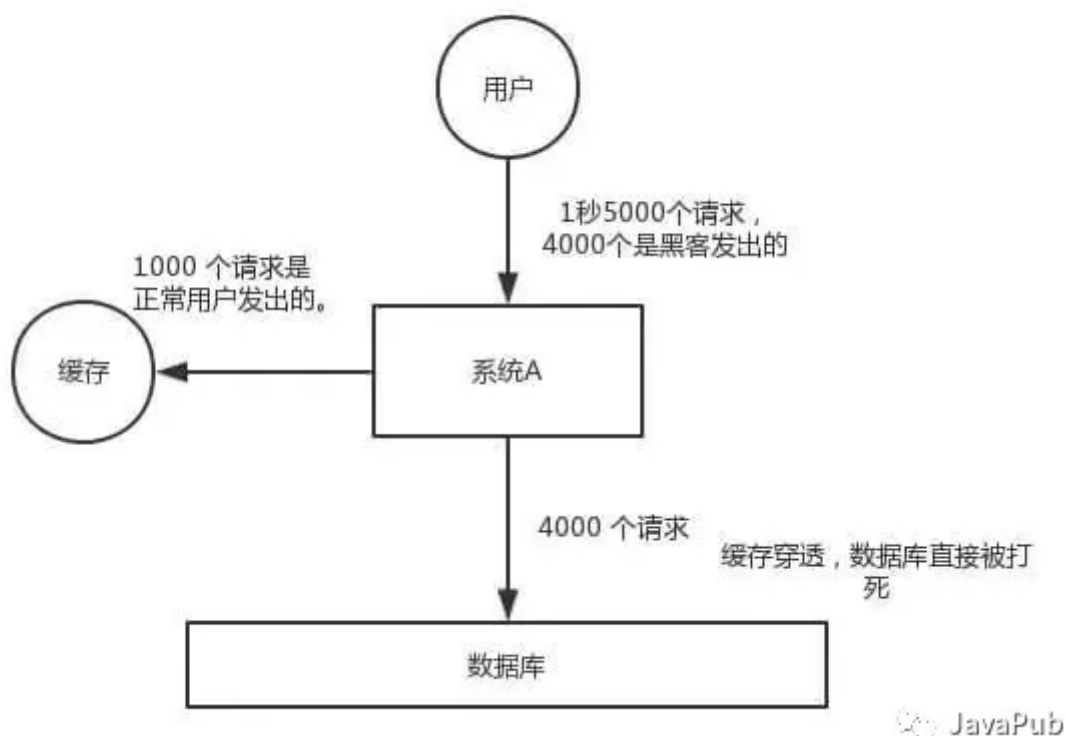 用户
1秒5000个请求，
4000个是黑客发出的
1000 个请求是
正常用户发出的。
缓存
系统A
4000 个请求
缓存穿透，数据库直接被打
死
数据库
JavaPub